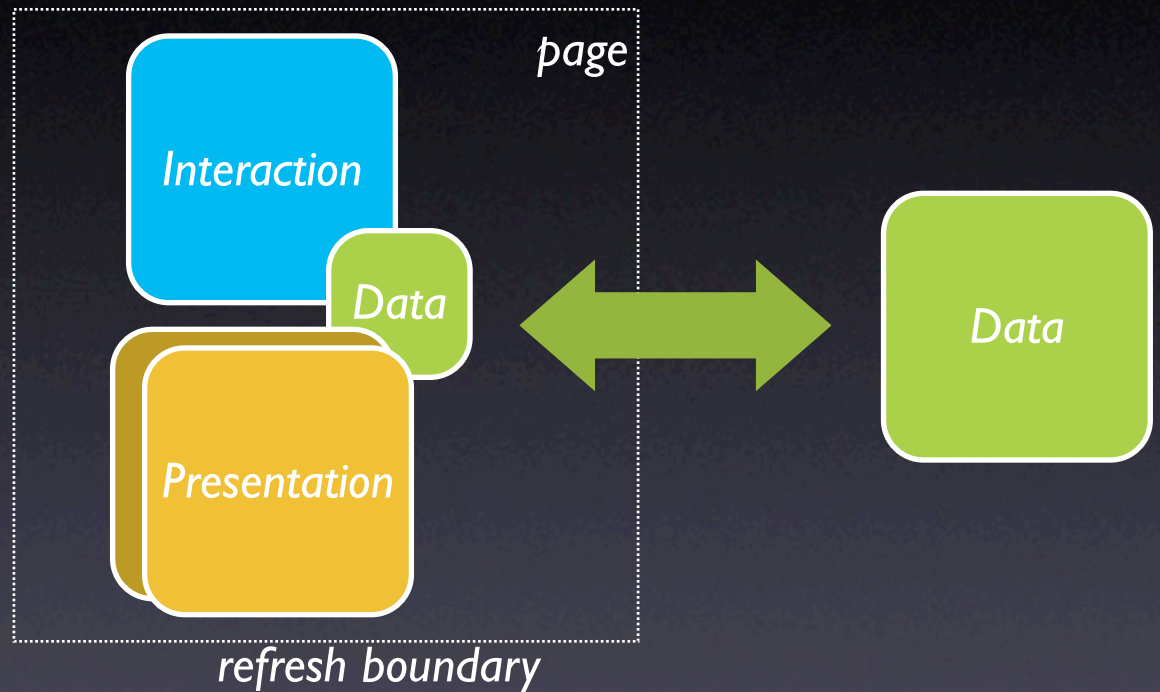 page
Interaction
Data
Data
Presentation
refresh boundary